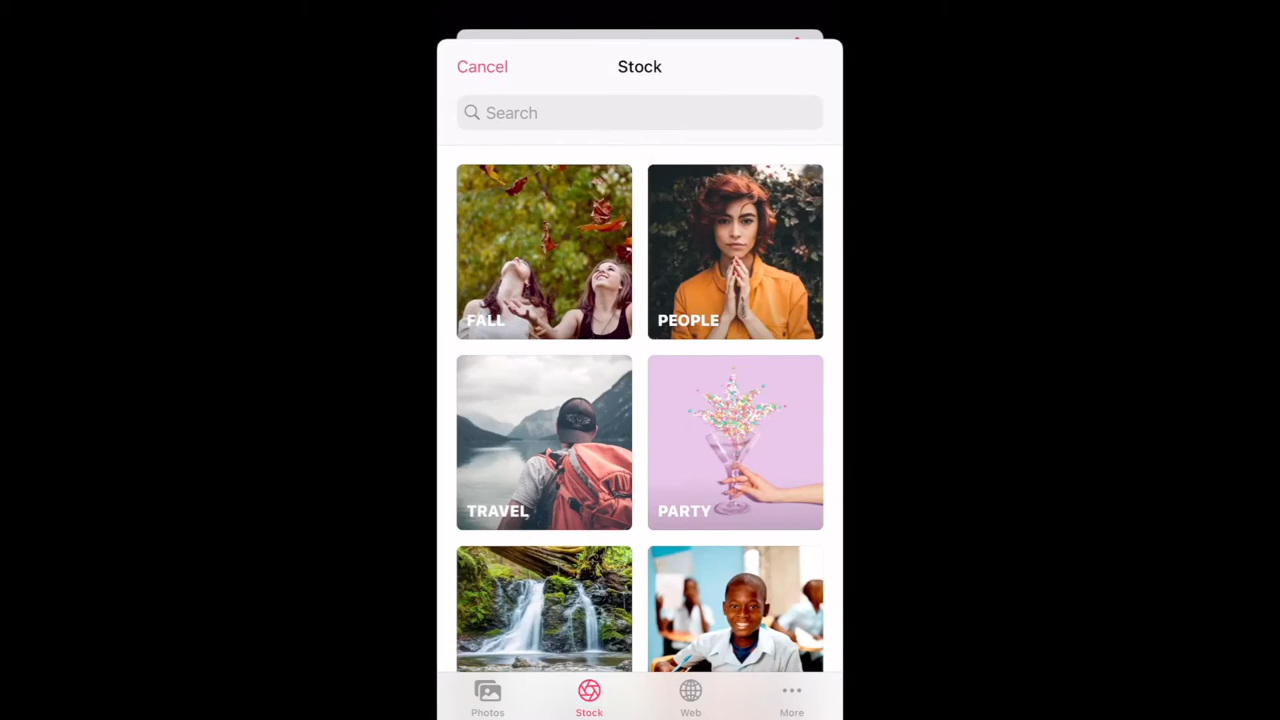 Cancel
Stock
Search
FALL
PEOPLE
TRAVEL
PARTY
Photos
Stock
Web
More